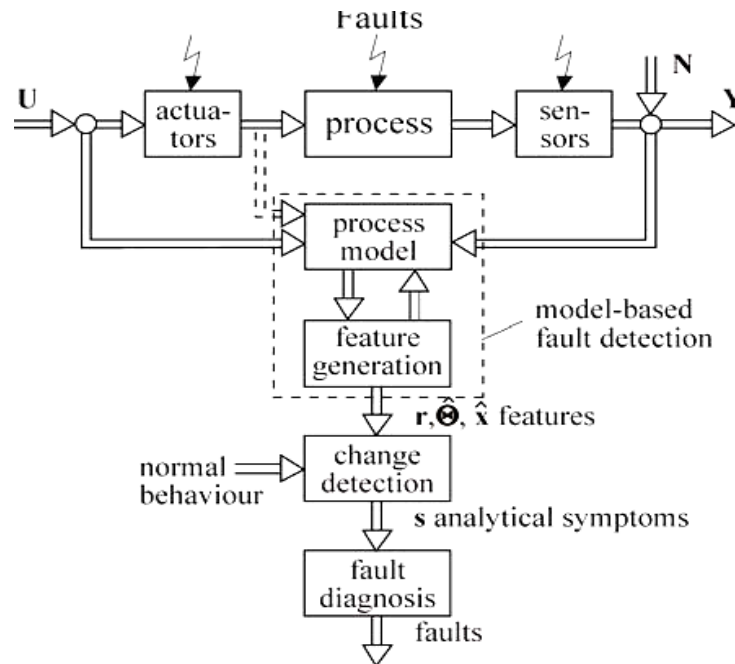 Faults
U
actua-
tors
process
sen-
sors
N
Y
process
model
feature
generation
model-based
fault detection
r, Θ̂, x̂ features
normal
behaviour
change
detection
s analytical symptoms
fault
diagnosis
faults